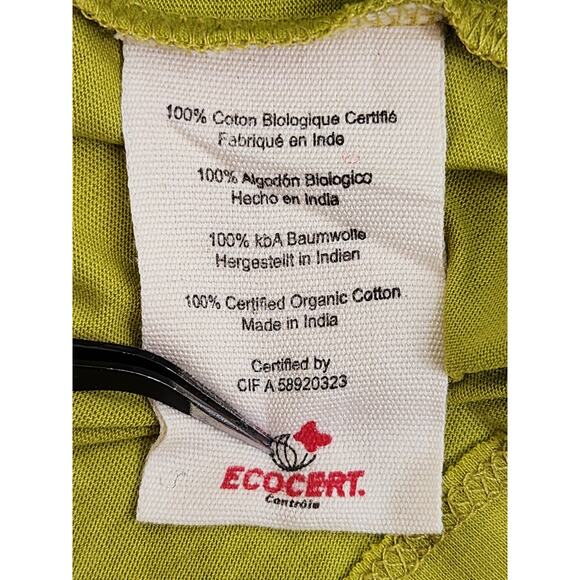 100% Coton Biologique Certifié
Fabriqué en Inde
100% Algodón Biologico
Hecho en India
100% kbA Baumwolle
Hergestellt in Indien
100% Certified Organic Cotton
Made in India
Certified by
CIF A 58920323
ECOCERT.
Contrôle